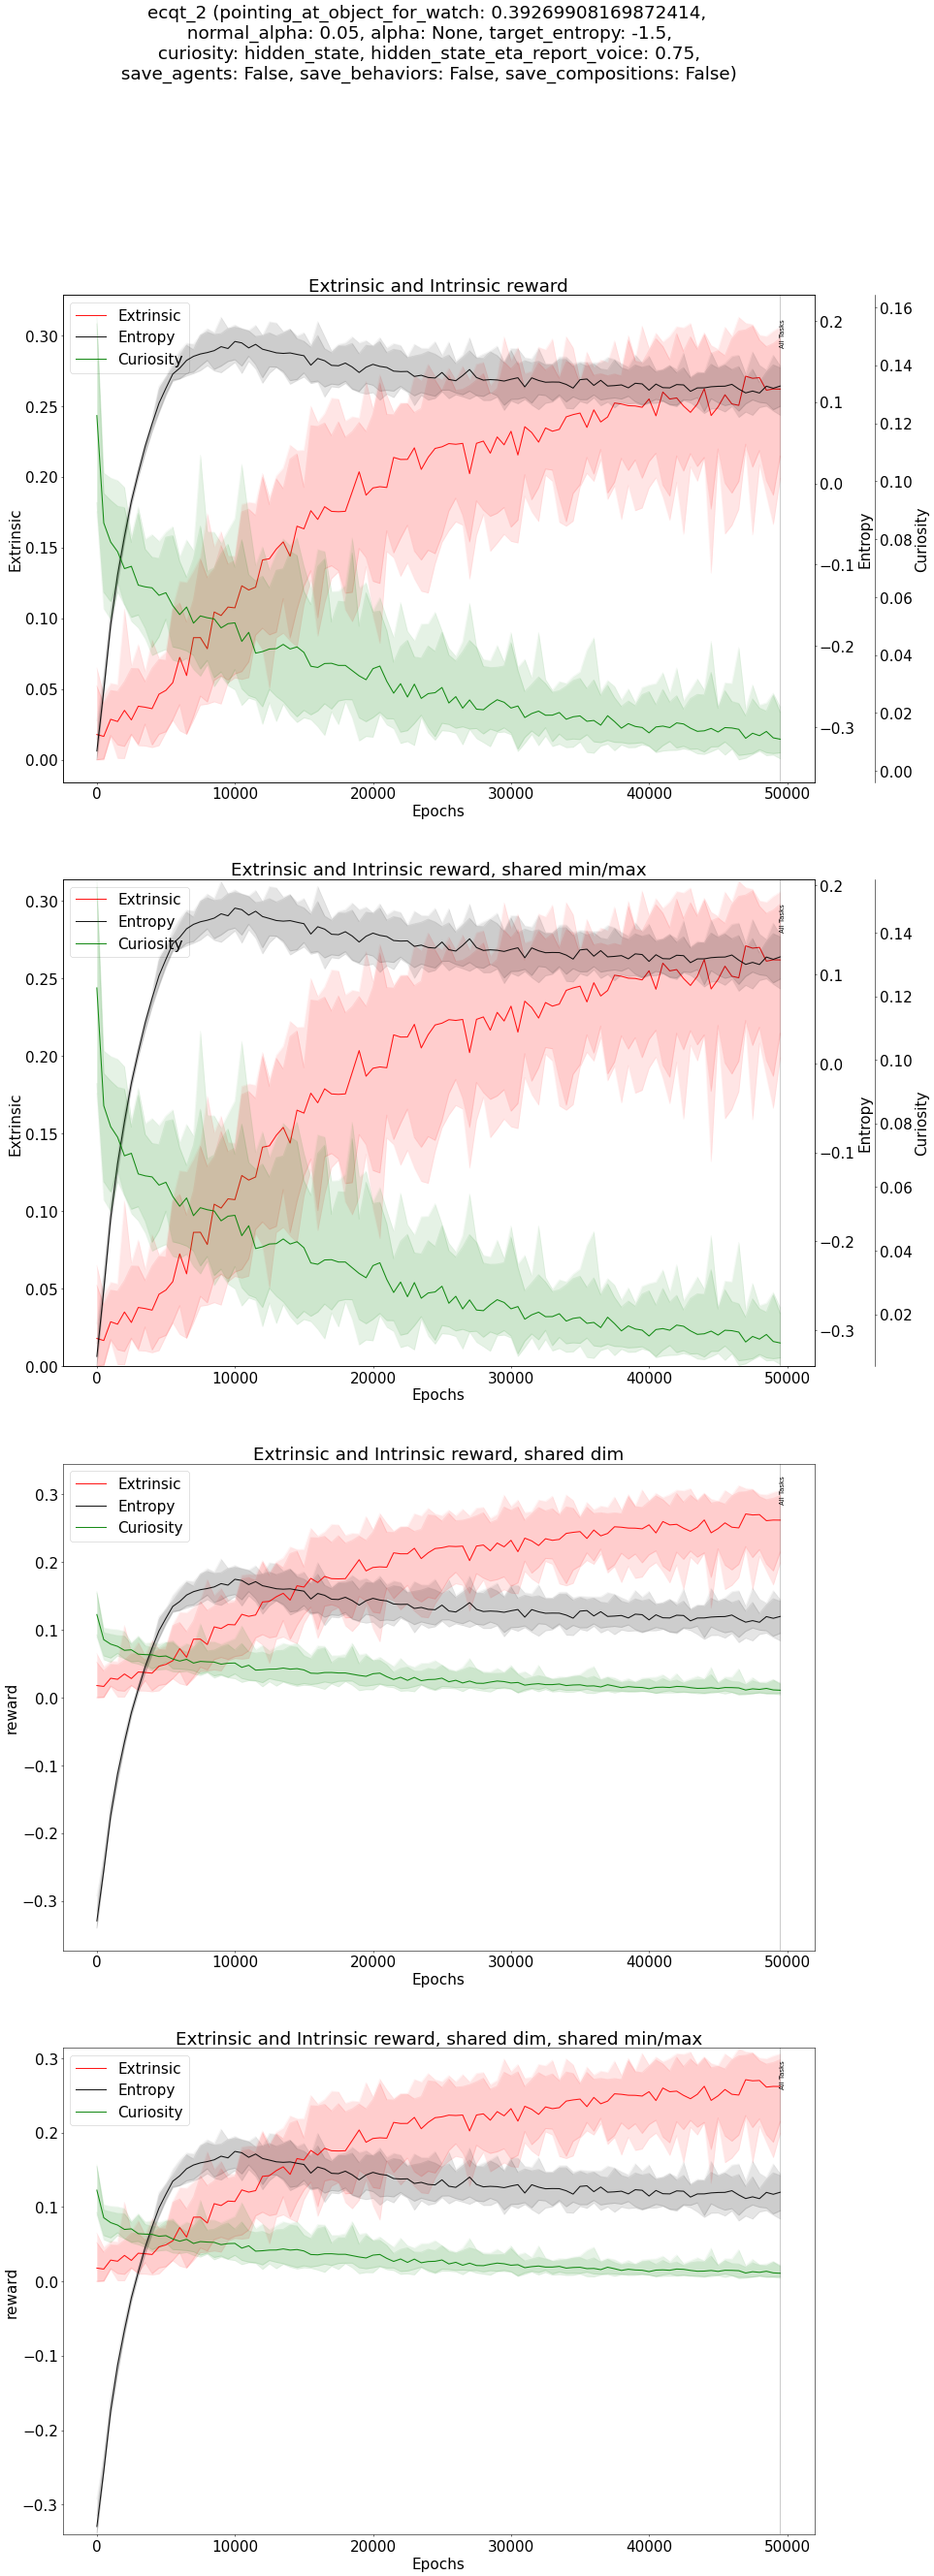 ecqt_2 (pointing_at_object_for_watch: 0.39269908169872414,
normal_alpha: 0.05, alpha: None, target_entropy: -1.5,
curiosity: hidden_state, hidden_state_eta_report_voice: 0.75,
save_agents: False, save_behaviors: False, save_compositions: False)
Extrinsic and Intrinsic reward
Extrinsic
Entropy
Curiosity
All Tasks
0.30
0.25
0.20
0.15
0.10
0.05
0.00
Extrinsic
0.2
0.1
0.0
−0.1
−0.2
−0.3
Entropy
0.16
0.14
0.12
0.10
0.08
0.06
0.04
0.02
0.00
Curiosity
0 10000 20000 30000 40000 50000
Epochs
Extrinsic and Intrinsic reward, shared min/max
Extrinsic
Entropy
Curiosity
All Tasks
0.30
0.25
0.20
0.15
0.10
0.05
0.00
Extrinsic
0.2
0.1
0.0
−0.1
−0.2
−0.3
Entropy
0.14
0.12
0.10
0.08
0.06
0.04
0.02
Curiosity
0 10000 20000 30000 40000 50000
Epochs
Extrinsic and Intrinsic reward, shared dim
Extrinsic
Entropy
Curiosity
All Tasks
0.3
0.2
0.1
0.0
−0.1
−0.2
−0.3
reward
0 10000 20000 30000 40000 50000
Epochs
Extrinsic and Intrinsic reward, shared dim, shared min/max
Extrinsic
Entropy
Curiosity
All Tasks
0.3
0.2
0.1
0.0
−0.1
−0.2
−0.3
reward
0 10000 20000 30000 40000 50000
Epochs